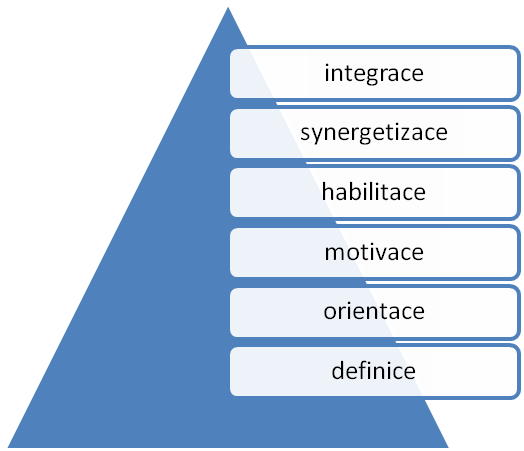 integrace
synergetizace
habilitace
motivace
orientace
definice